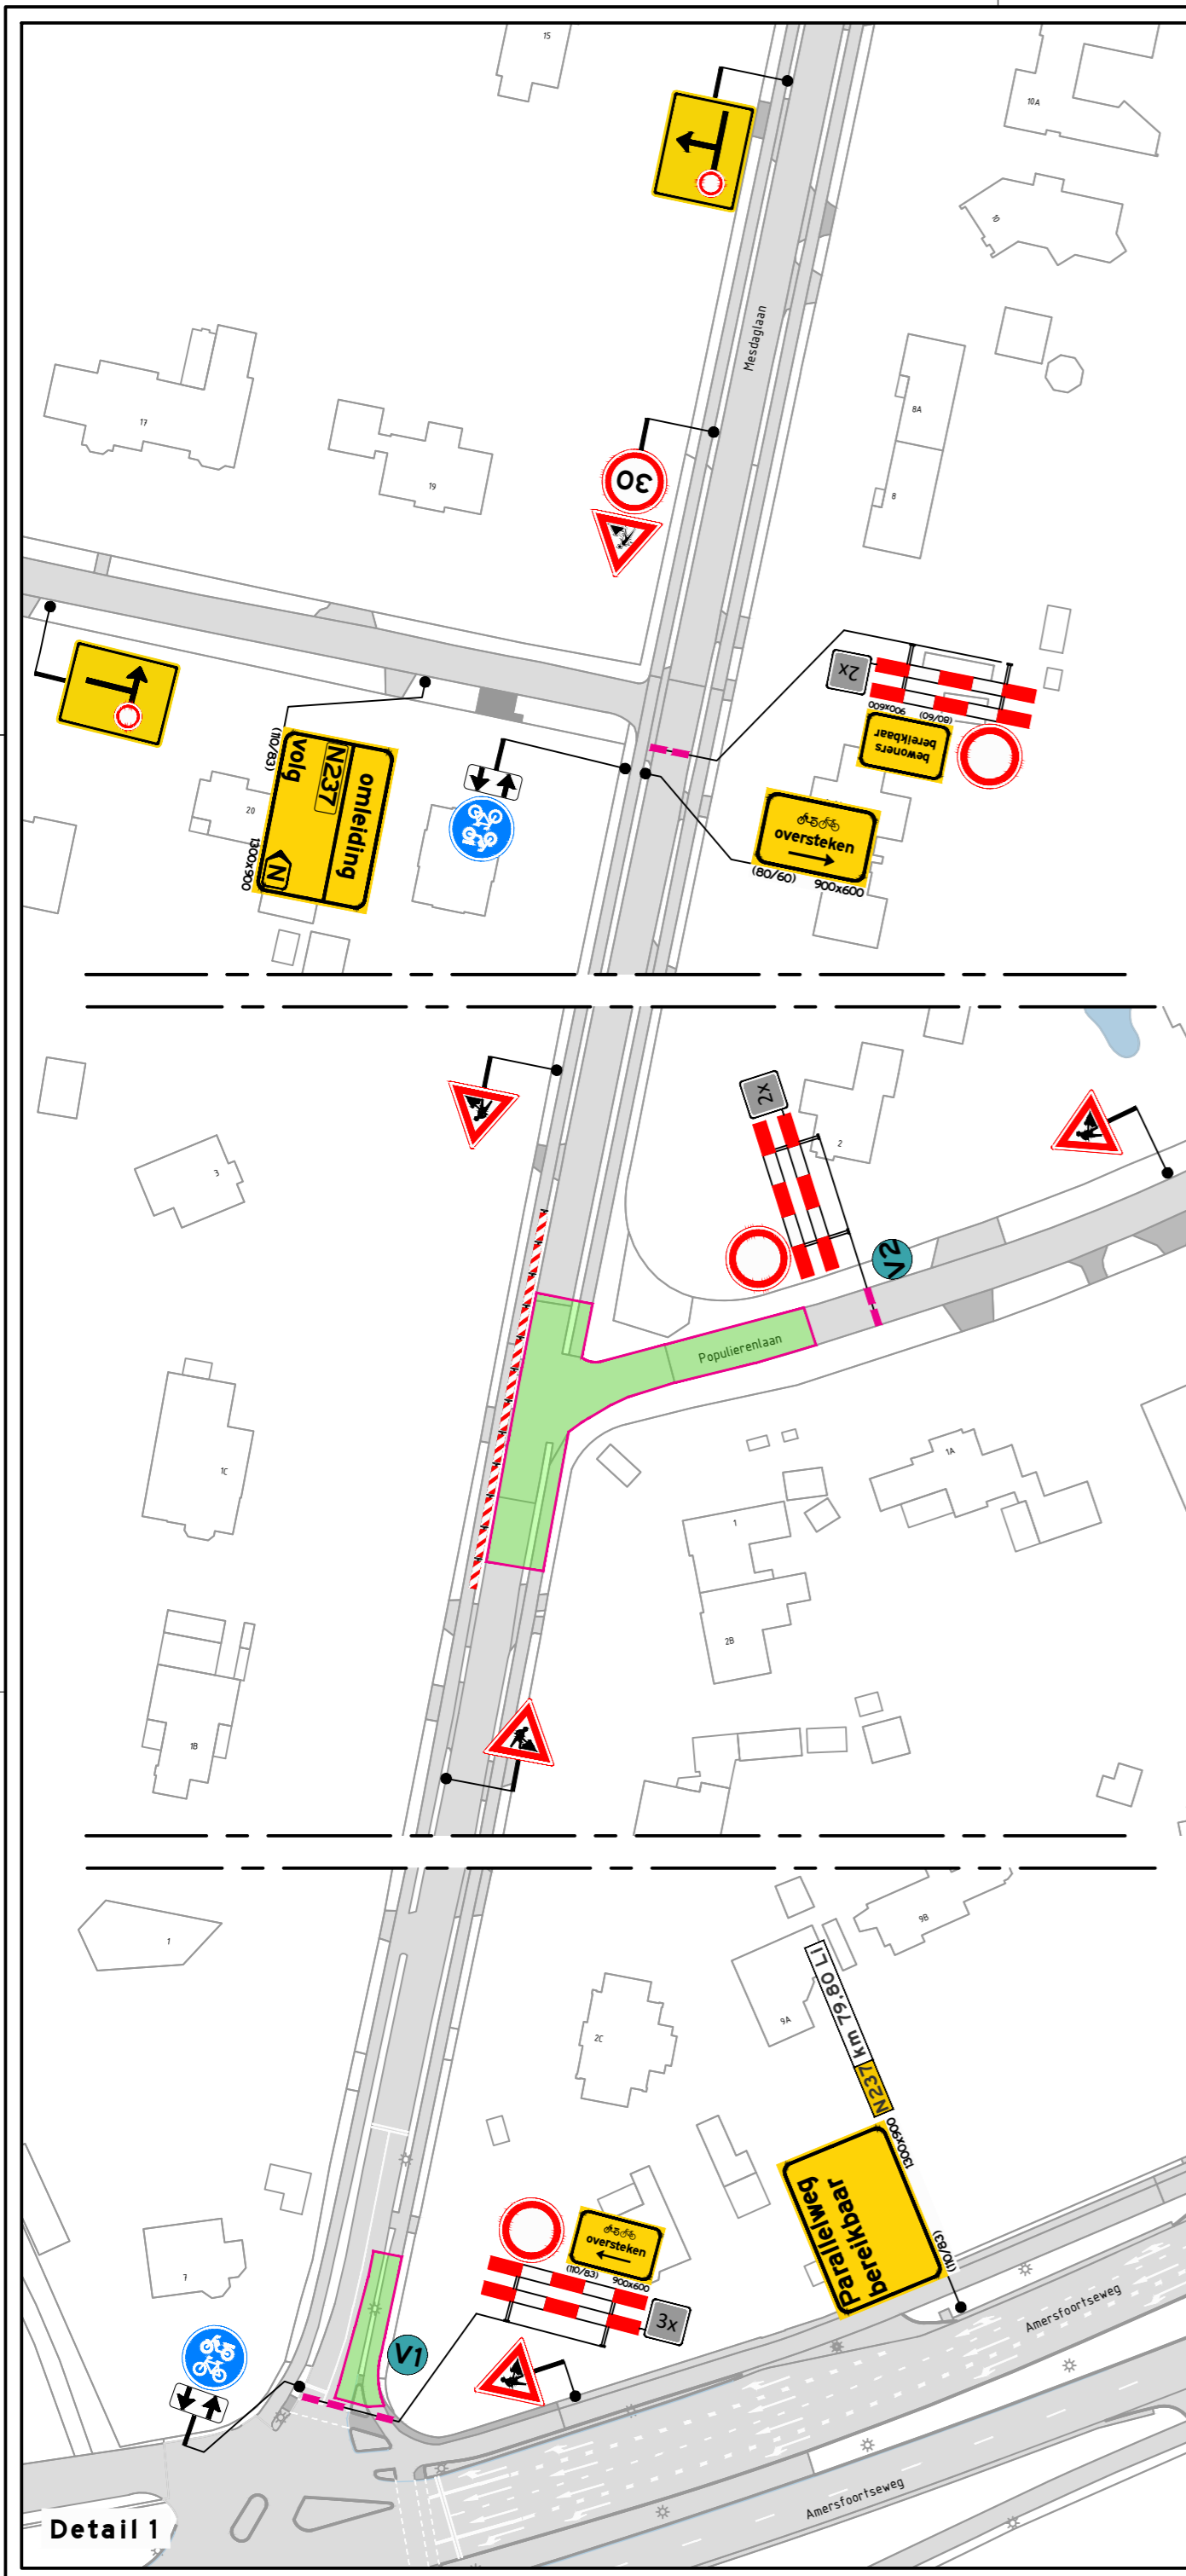 15
10A
10
Mesdaglaan
17
19
8A
8
30
2x
900x600
(80/60)
bewoners
bereikbaar
(110/83)
volg
N237
omleiding
N
1300x900
20
oversteken
(80/60)
900x600
2x
2
3
V2
Populierenlaan
1C
1A
1
2B
1B
1
9B
9A
2C
N237 km 79,80 Li
1300x900
Parallelweg
bereikbaar
(110/83)
7
oversteken
(110/83)
900x600
3x
V1
Amersfoortseweg
Amersfoortseweg
Detail 1